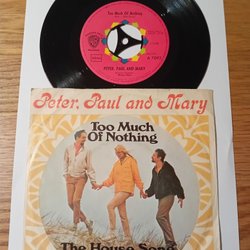 Too Much Of Nothing
PETER, PAUL AND MARY
Peter, Paul and Mary
Too Much
Of Nothing
The House Song